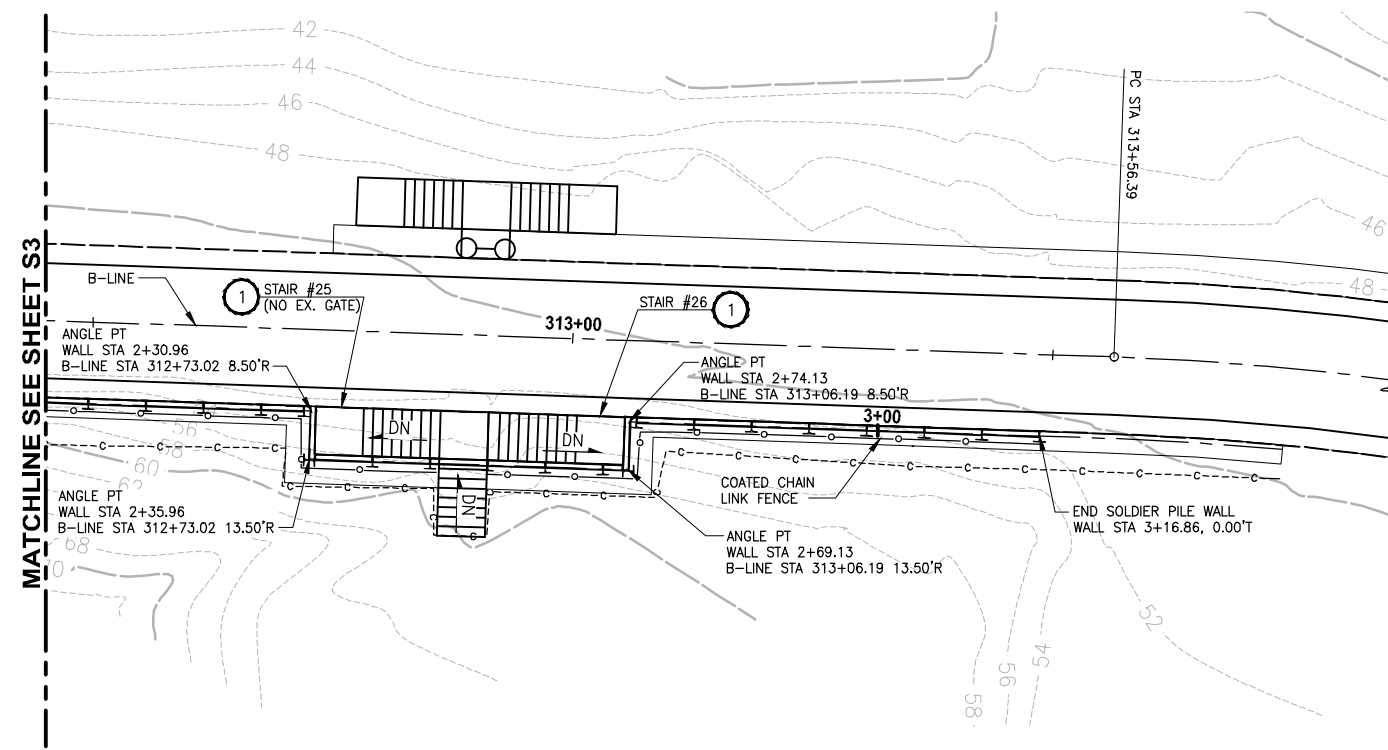 42
44
46
48
PC STA 313+56.39
46
48
MATCHLINE SEE SHEET S3
B-LINE
1
STAIR #25
(NO EX. GATE)
313+00
STAIR #26
1
ANGLE PT
WALL STA 2+30.96
B-LINE STA 312+73.02 8.50'R
ANGLE PT
WALL STA 2+74.13
B-LINE STA 313+06.19 8.50'R
3+00
DN
DN
DN
56
58
60
68
70
ANGLE PT
WALL STA 2+35.96
B-LINE STA 312+73.02 13.50'R
COATED CHAIN
LINK FENCE
END SOLDIER PILE WALL
WALL STA 3+16.86, 0.00'T
ANGLE PT
WALL STA 2+69.13
B-LINE STA 313+06.19 13.50'R
52
54
56
58